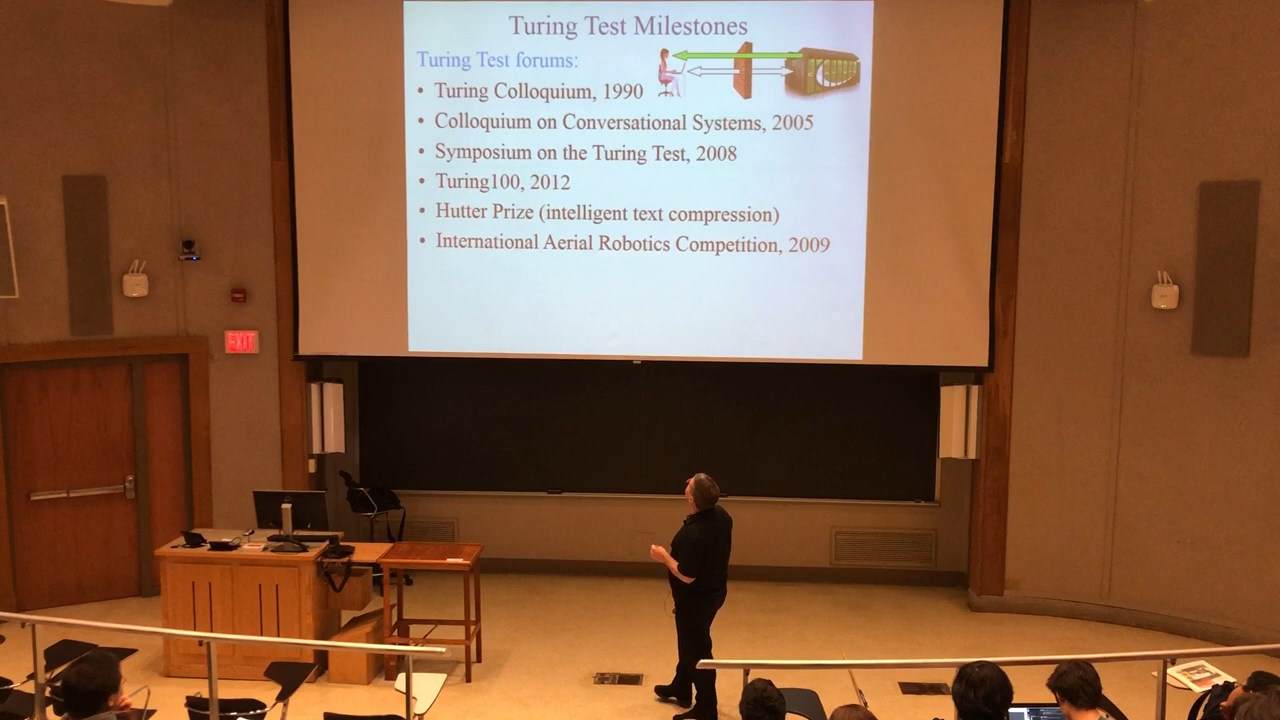 Turing Test Milestones
Turing Test forums:
• Turing Colloquium, 1990
• Colloquium on Conversational Systems, 2005
• Symposium on the Turing Test, 2008
• Turing100, 2012
• Hutter Prize (intelligent text compression)
• International Aerial Robotics Competition, 2009
EXIT